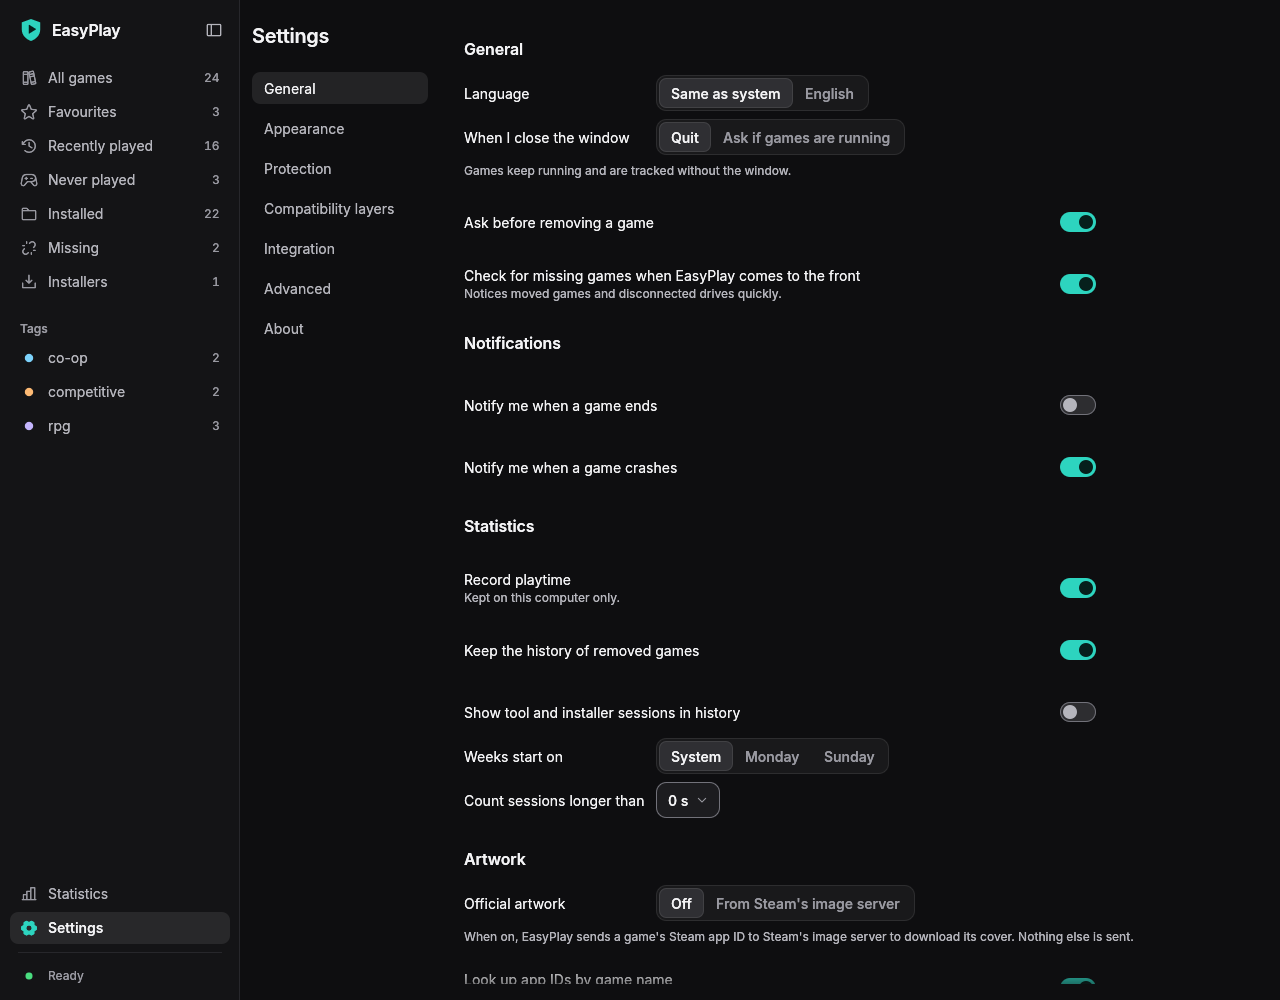 EasyPlay
All games 24
Favourites 3
Recently played 16
Never played 3
Installed 22
Missing 2
Installers 1
Tags
co-op 2
competitive 2
rpg 3
Statistics
Settings
Ready
Settings
General
Appearance
Protection
Compatibility layers
Integration
Advanced
About
General
Language Same as system English
When I close the window Quit Ask if games are running
Games keep running and are tracked without the window.
Ask before removing a game
Check for missing games when EasyPlay comes to the front
Notices moved games and disconnected drives quickly.
Notifications
Notify me when a game ends
Notify me when a game crashes
Statistics
Record playtime
Kept on this computer only.
Keep the history of removed games
Show tool and installer sessions in history
Weeks start on System Monday Sunday
Count sessions longer than 0 s
Artwork
Official artwork Off From Steam's image server
When on, EasyPlay sends a game's Steam app ID to Steam's image server to download its cover. Nothing else is sent.
Look up app IDs by game name